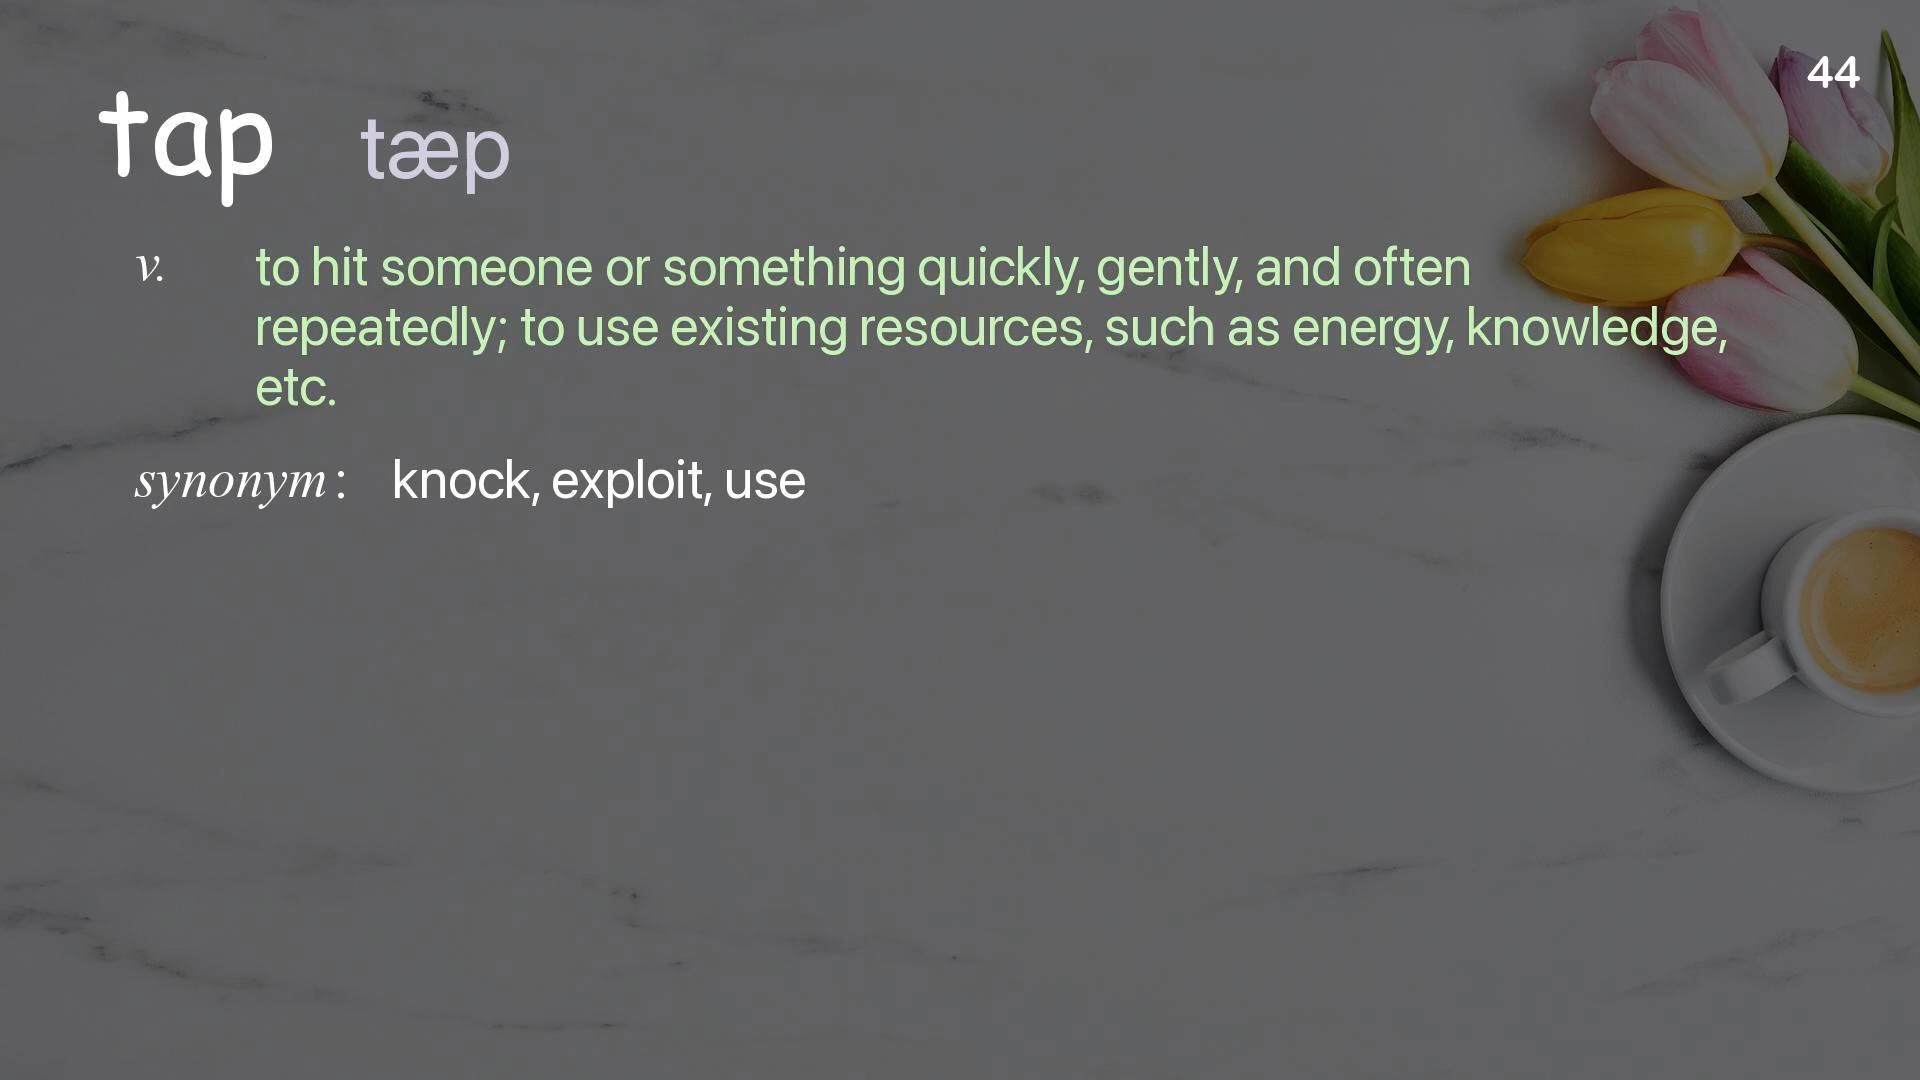 44
tap tæp
v. to hit someone or something quickly, gently, and often
repeatedly; to use existing resources, such as energy, knowledge,
etc.
synonym : knock, exploit, use